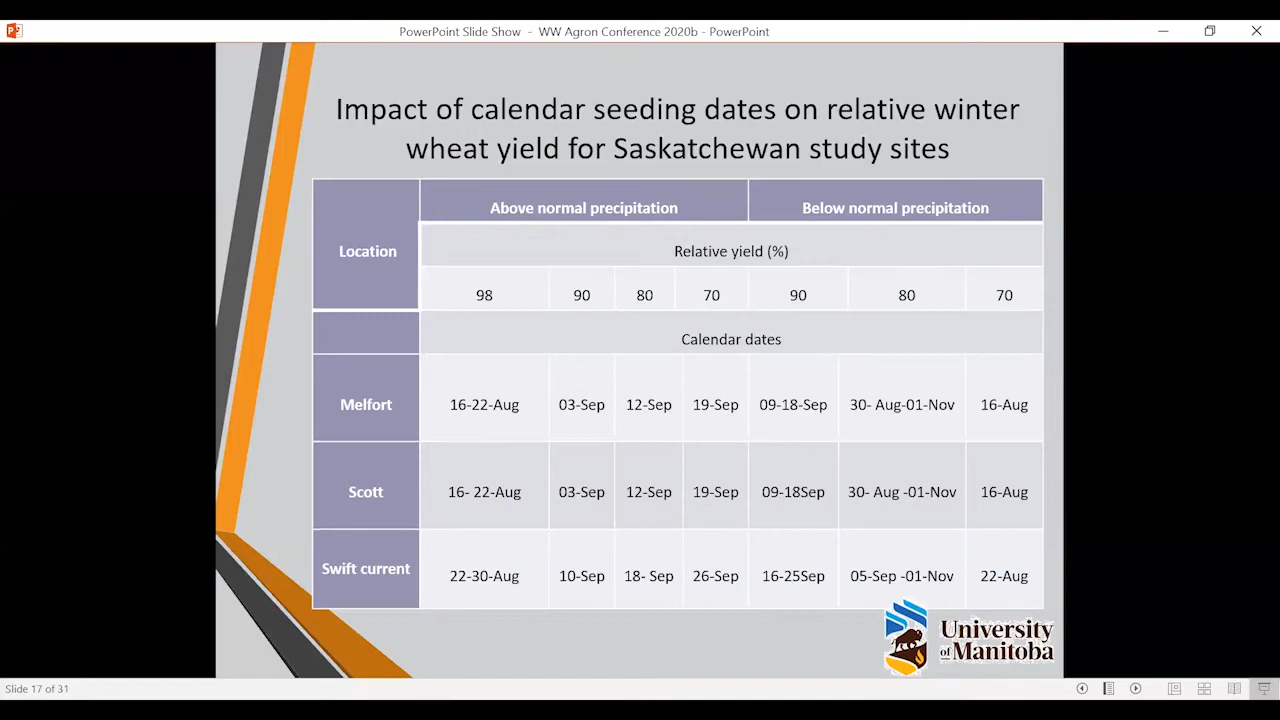 PowerPoint Slide Show - WW Agron Conference 2020b - PowerPoint
Impact of calendar seeding dates on relative winter
wheat yield for Saskatchewan study sites
Location
Above normal precipitation
Below normal precipitation
Relative yield (%)
98 90 80 70 90 80 70
Calendar dates
Melfort 16-22-Aug 03-Sep 12-Sep 19-Sep 09-18-Sep 30- Aug-01-Nov 16-Aug
Scott 16- 22-Aug 03-Sep 12-Sep 19-Sep 09-18Sep 30- Aug -01-Nov 16-Aug
Swift current 22-30-Aug 10-Sep 18- Sep 26-Sep 16-25Sep 05-Sep -01-Nov 22-Aug
University
of Manitoba
Slide 17 of 31